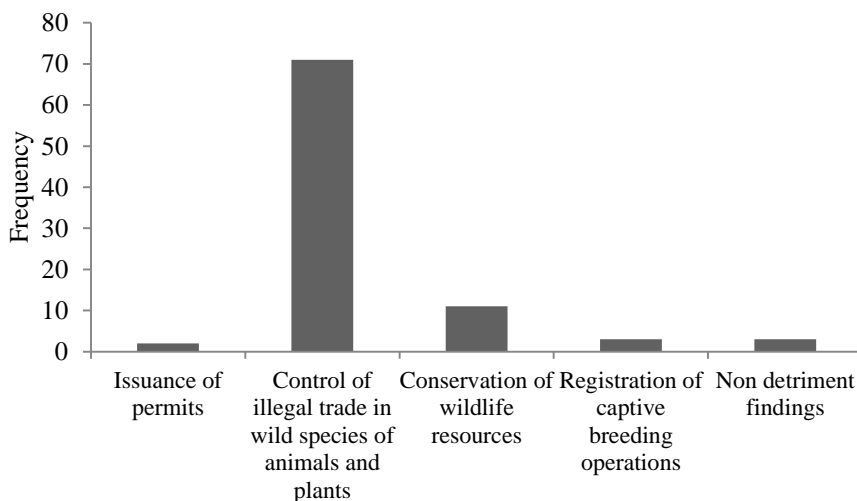 80
70
60
50
40
30
20
10
0
Frequency
Issuance of
permits
Control of
illegal trade in
wild species of
animals and
plants
Conservation of
wildlife
resources
Registration of
captive
breeding
operations
Non detriment
findings